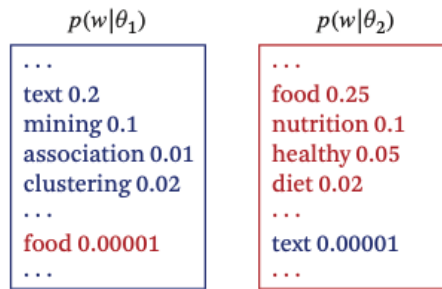 p(w|θ₁)
...
text 0.2
mining 0.1
association 0.01
clustering 0.02
...
food 0.00001
...
p(w|θ₂)
...
food 0.25
nutrition 0.1
healthy 0.05
diet 0.02
...
text 0.00001
...